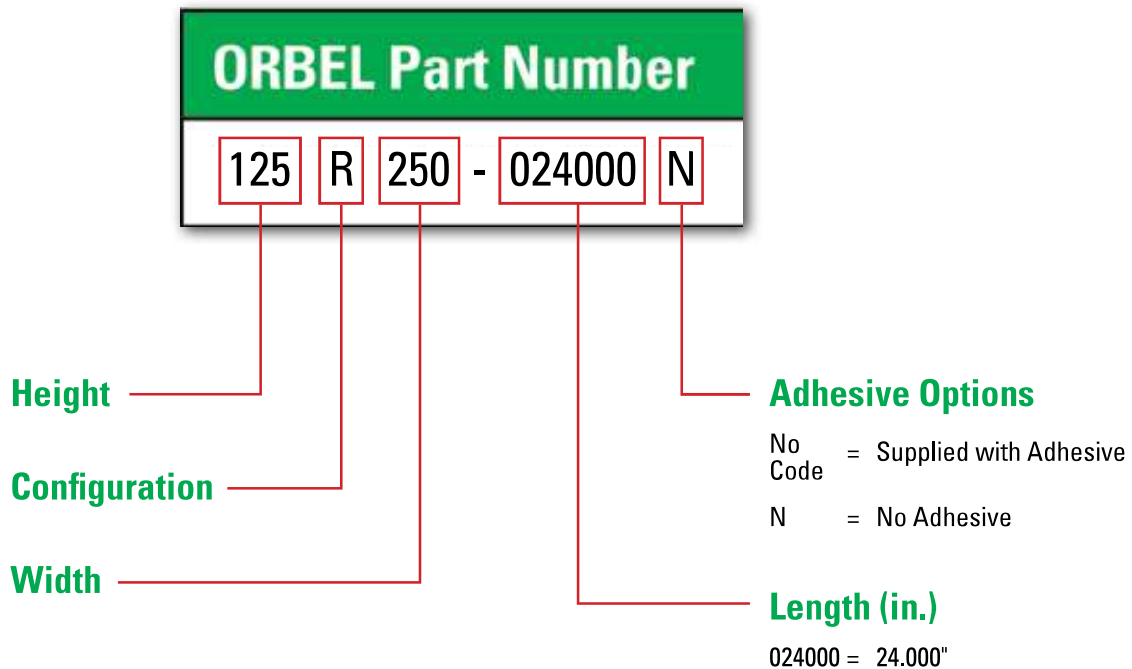 ORBEL Part Number
125 R 250 - 024000 N
Height
Configuration
Width
Adhesive Options
No Code = Supplied with Adhesive
N = No Adhesive
Length (in.)
024000 = 24.000"